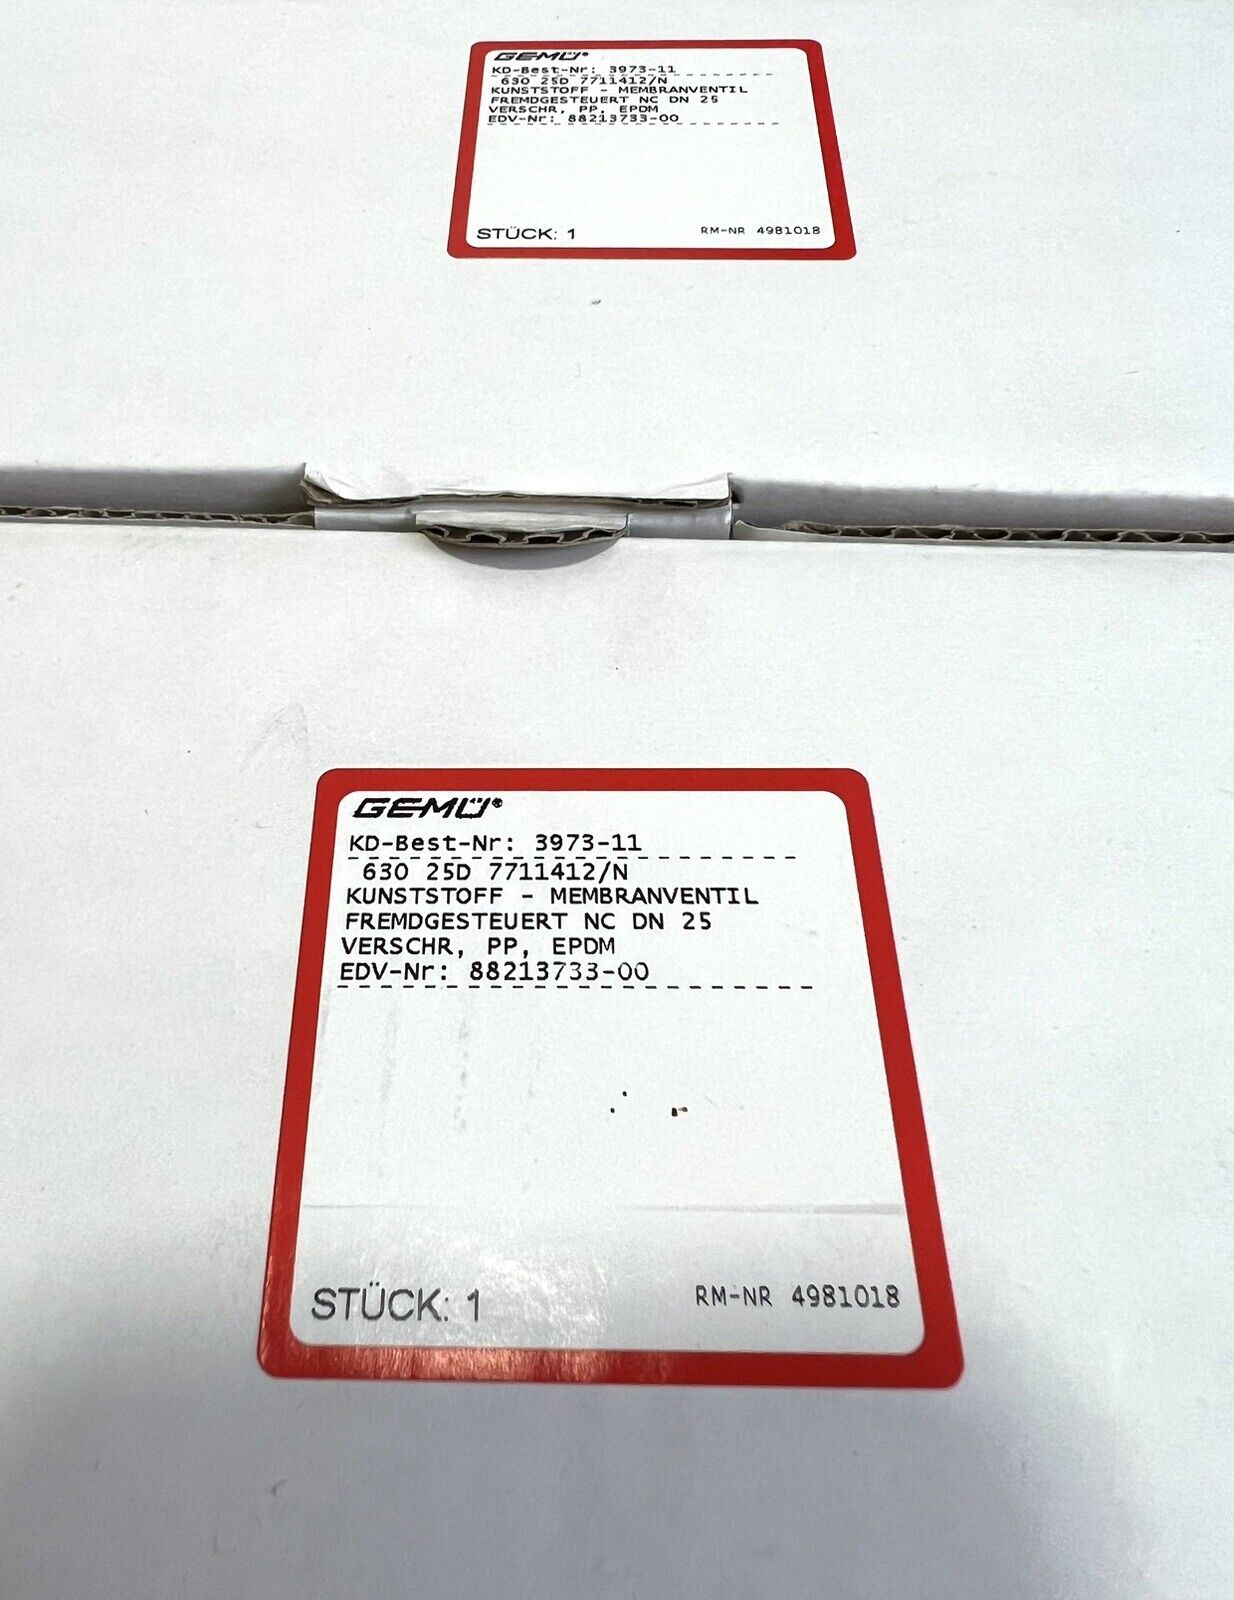 GEMÜ®
KD-Best-Nr: 3973-11
630 25D 7711412/N
KUNSTSTOFF - MEMBRANVENTIL
FREMDGESTEUERT NC DN 25
VERSCHR, PP, EPDM
EDV-Nr: 88213733-00
STÜCK: 1 RM-NR 4981018
GEMÜ®
KD-Best-Nr: 3973-11
630 25D 7711412/N
KUNSTSTOFF - MEMBRANVENTIL
FREMDGESTEUERT NC DN 25
VERSCHR, PP, EPDM
EDV-Nr: 88213733-00
STÜCK: 1 RM-NR 4981018